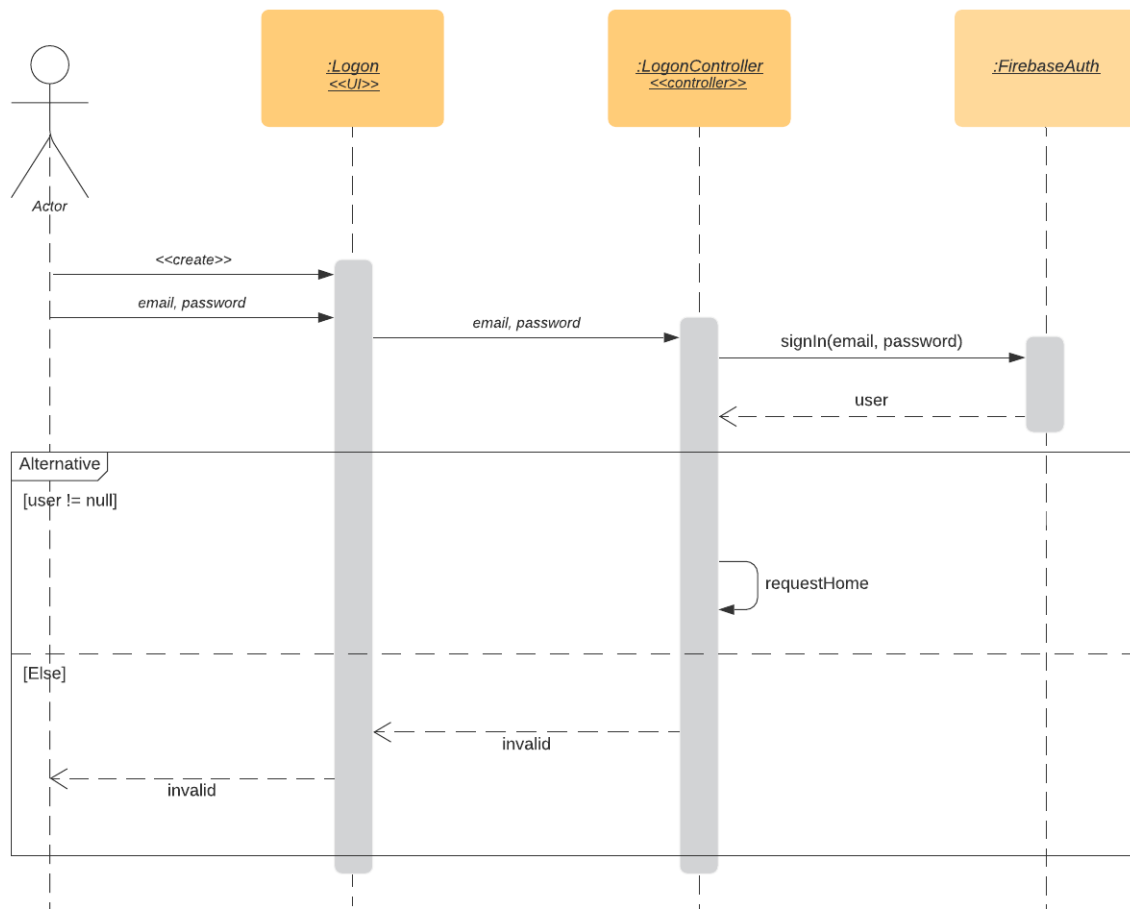 :Logon
<<UI>>
:LogonController
<<controller>>
:FirebaseAuth
Actor
<<create>>
email, password
email, password
signIn(email, password)
user
Alternative
[user != null]
requestHome
[Else]
invalid
invalid